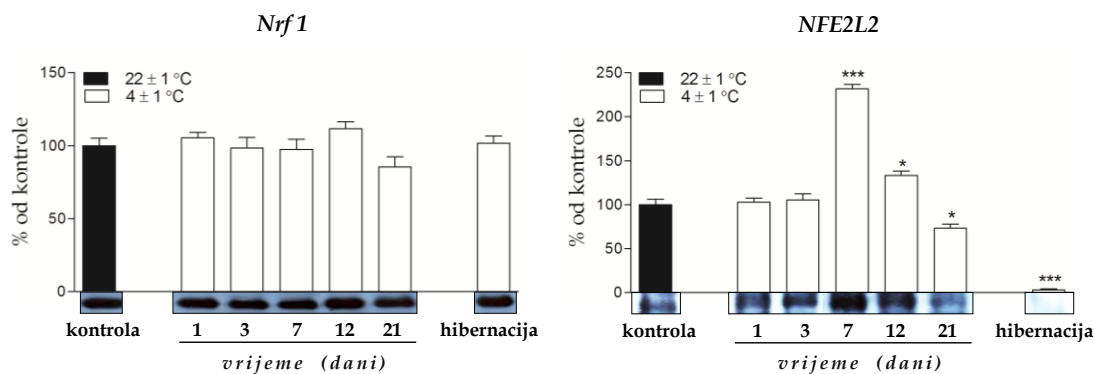 Nrf 1
150
22 ± 1 °C
4 ± 1 °C
100
50
0
% od kontrole
kontrola
1 3 7 12 21
hibernacija
vrijeme (dani)
NFE2L2
250
22 ± 1 °C
4 ± 1 °C
***
200
150
*
100
*
50
***
0
% od kontrole
kontrola
1 3 7 12 21
hibernacija
vrijeme (dani)